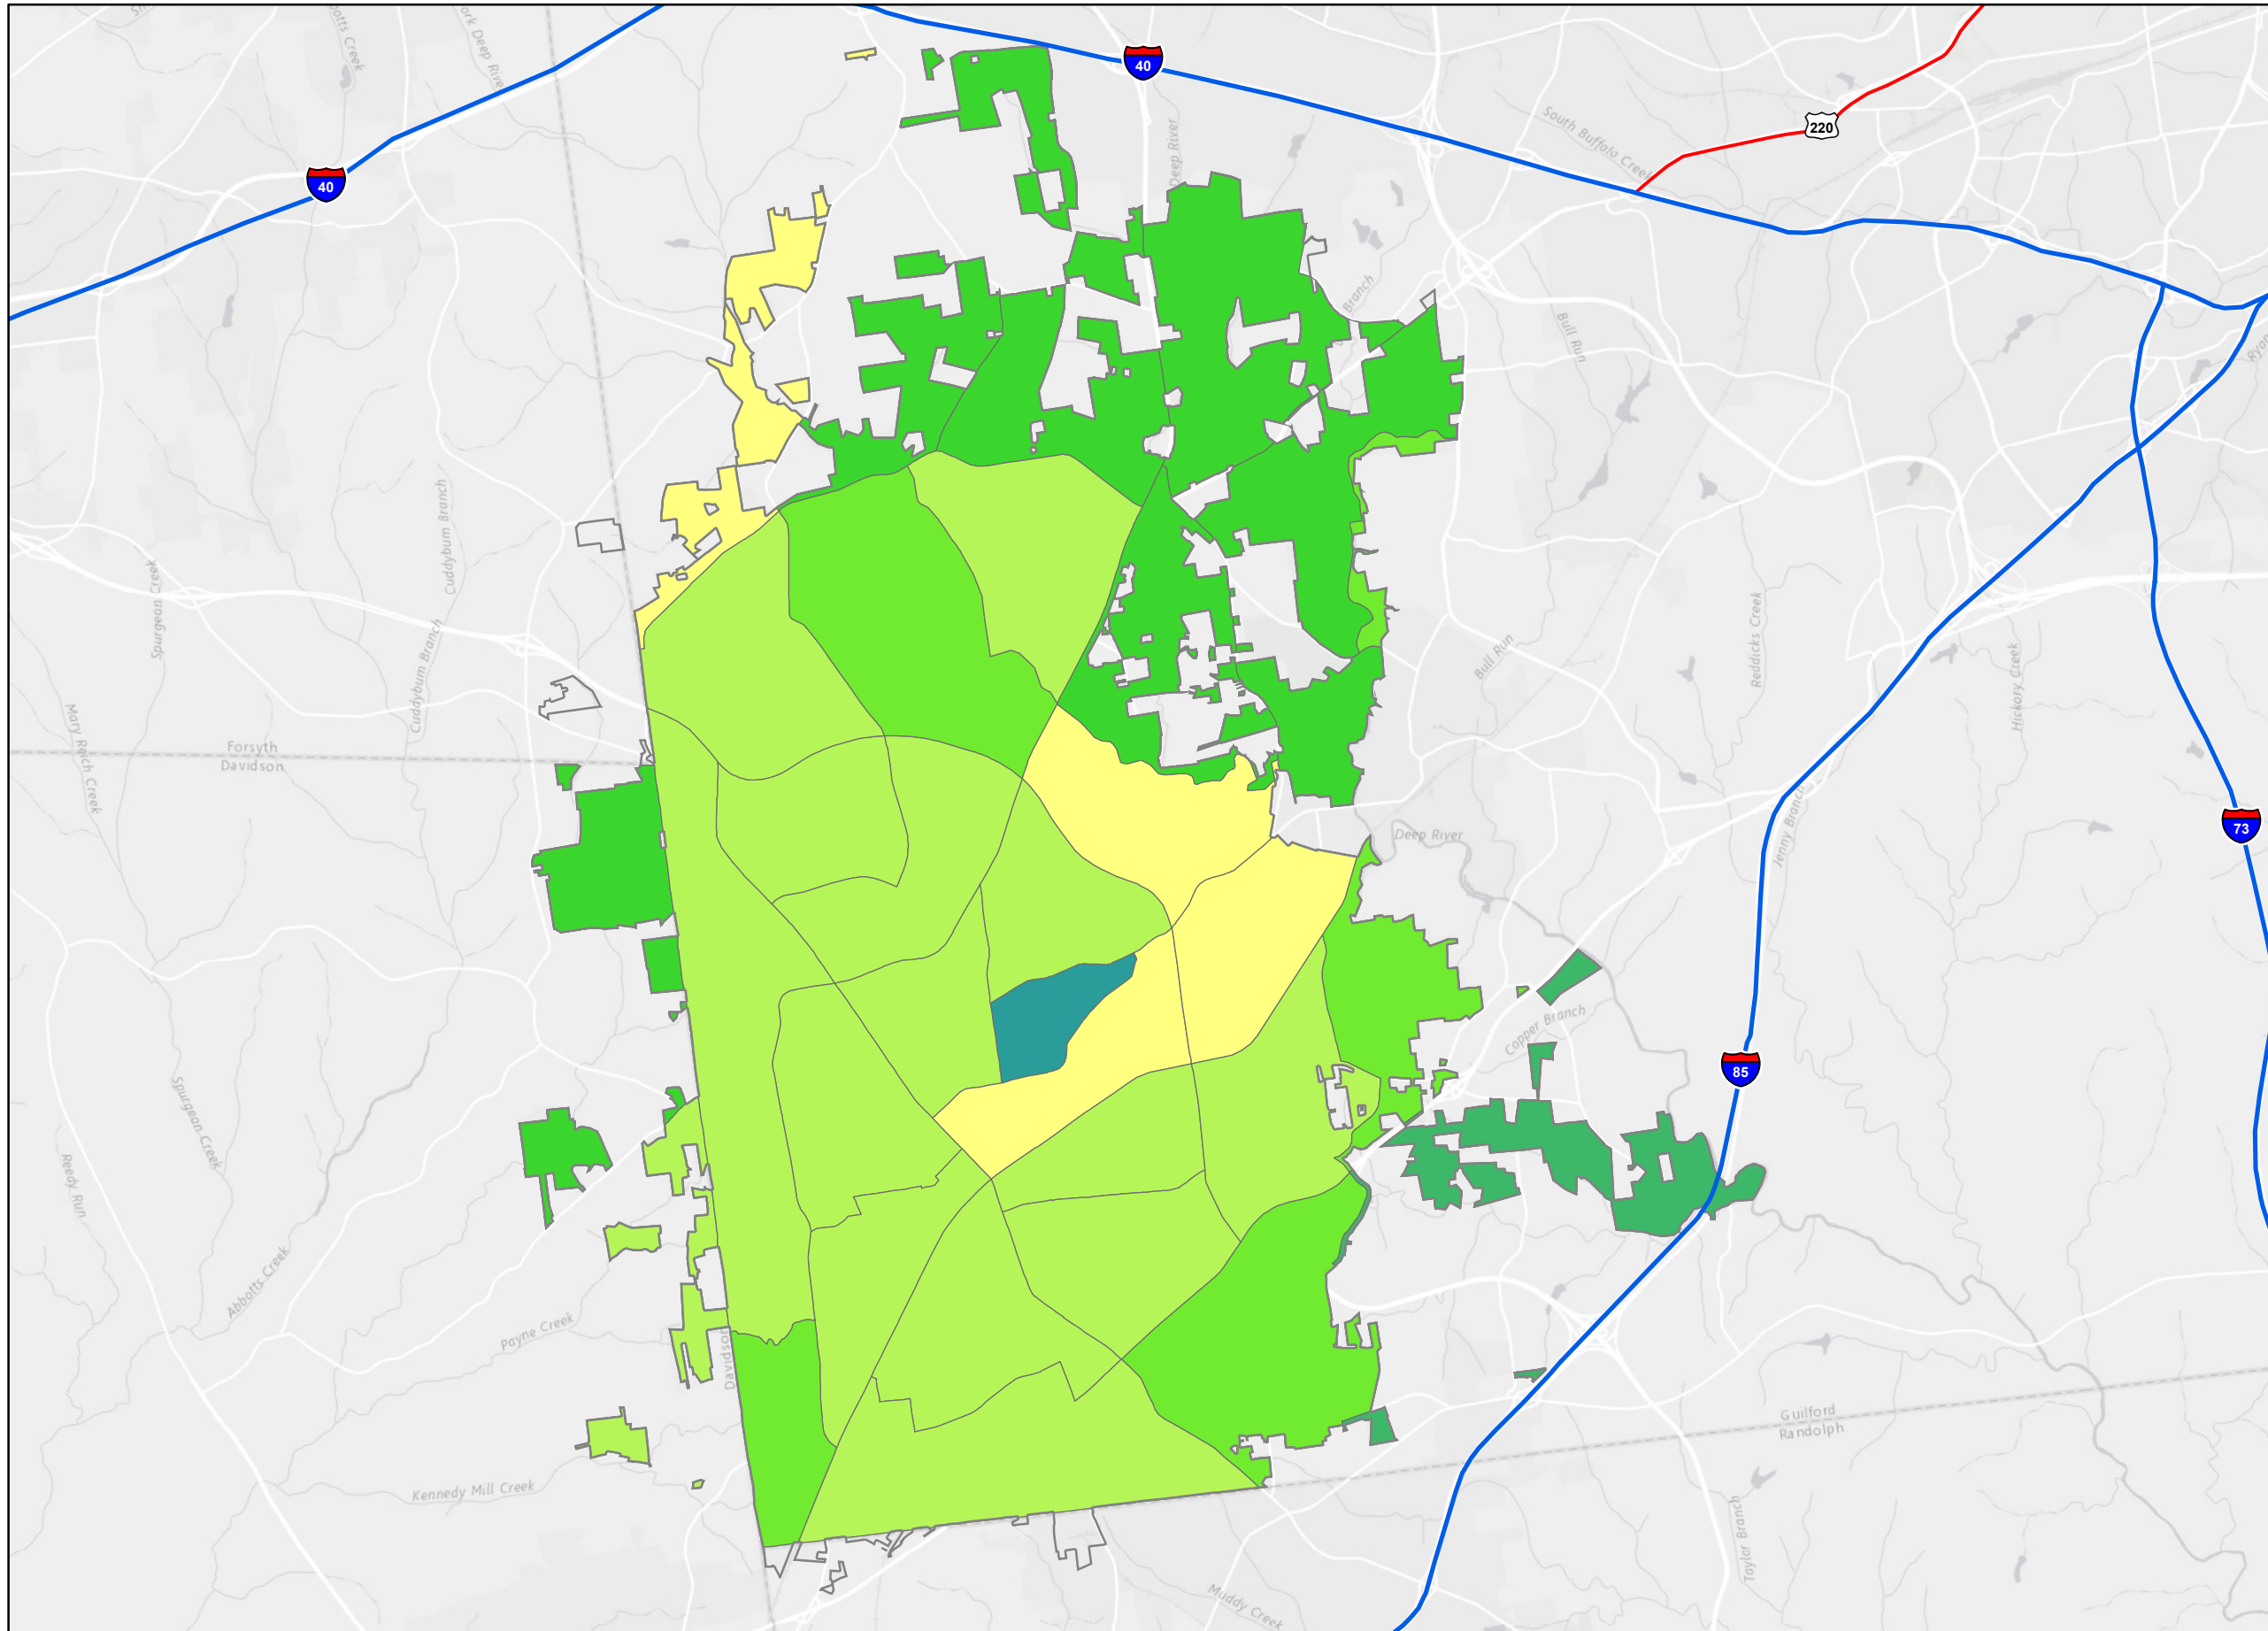 40
40
South Buffalo Creek
220
Deep River
Branch
Bull Run
Cuddybum Branch
Spurgeon Creek
Cuddybum Branch
Mary Reich Creek
Forsyth
Davidson
Bull Run
Reddicks Creek
Hickory Creek
Deep River
Jenny Branch
73
Copper Branch
85
Spurgeon Creek
Reedy Run
Abbotts Creek
Payne Creek
Davidson
Kennedy Mill Creek
Guilford
Randolph
Taylor Branch
Muddy Creek